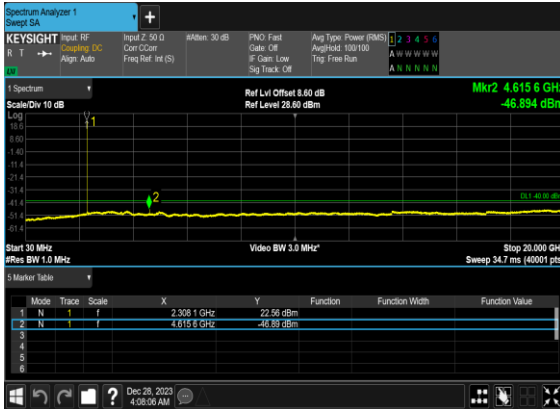 Spectrum Analyzer 1
Swept SA
+
KEYSIGHT Input: RF Input Z: 50 Ω #Atten: 30 dB PNO: Fast Avg Type: Power (RMS) 1 2 3 4 5 6
R T Coupling: DC Corr CCorr Gate: Off Avg|Hold: 100/100 A W W W W W
Align: Auto Freq Ref: Int (S) IF Gain: Low Trig: Free Run
Sig Track: Off A N N N N N
1 Spectrum Ref Lvl Offset 8.60 dB Mkr2 4.615 6 GHz
Scale/Div 10 dB Ref Level 28.60 dBm -46.894 dBm
Log
18.6
8.60
-1.40
-11.4
-21.4
-31.4
-41.4
-51.4
-61.4
1
2
DL1 -40.00 dBm
Start 30 MHz Video BW 3.0 MHz* Stop 20.000 GHz
#Res BW 1.0 MHz Sweep 34.7 ms (40001 pts)
5 Marker Table
Mode Trace Scale X Y Function Function Width Function Value
1 N 1 f 2.308 1 GHz 22.56 dBm
2 N 1 f 4.615 6 GHz -46.89 dBm
3
4
5
6
? Dec 28, 2023
4:08:06 AM